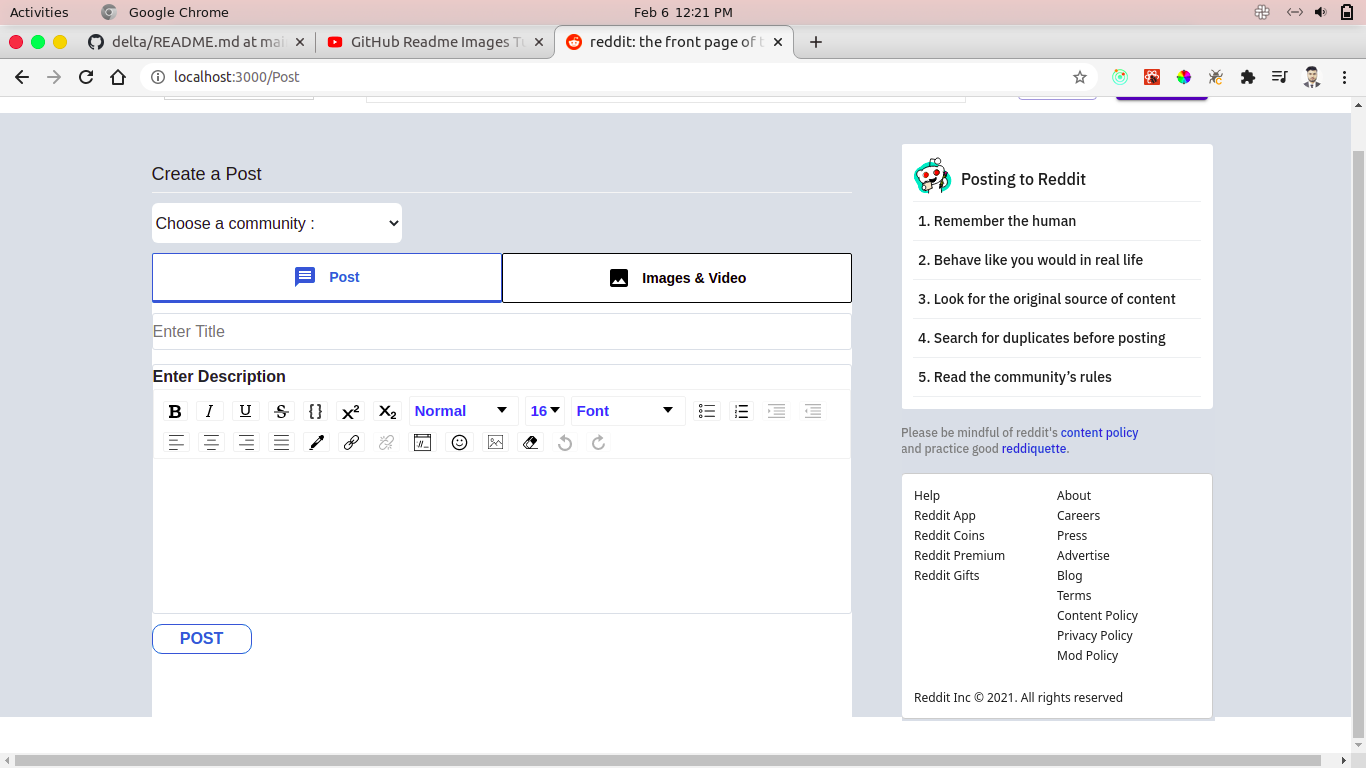 Activities Google Chrome Feb 6 12:21 PM
delta/README.md at mai GitHub Readme Images Tu reddit: the front page of t
localhost:3000/Post
Create a Post
Choose a community :
Post Images & Video
Enter Title
Enter Description
B I U S {} X2 X2 Normal 16 Font
POST
Posting to Reddit
1. Remember the human
2. Behave like you would in real life
3. Look for the original source of content
4. Search for duplicates before posting
5. Read the community’s rules
Please be mindful of reddit's content policy
and practice good reddiquette.
Help About
Reddit App Careers
Reddit Coins Press
Reddit Premium Advertise
Reddit Gifts Blog
Terms
Content Policy
Privacy Policy
Mod Policy
Reddit Inc © 2021. All rights reserved